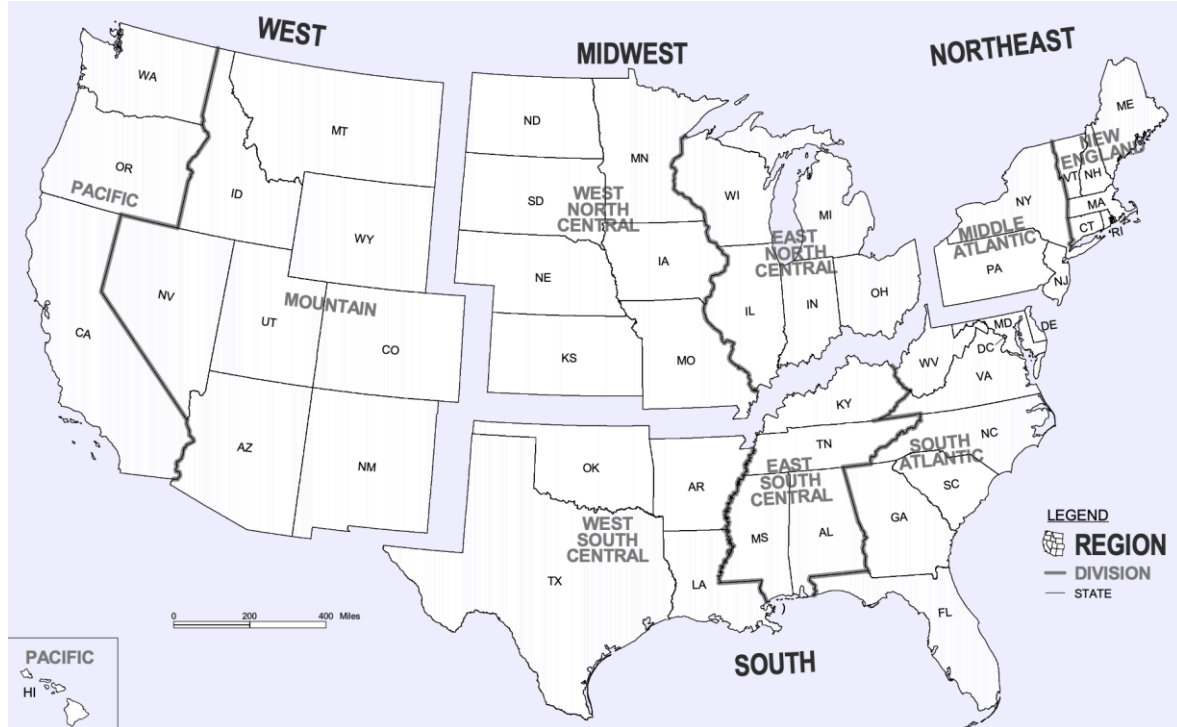 WEST
MIDWEST
NORTHEAST
WA
MT
ND
MN
ME
OR
ID
SD
WI
MI
NY
VT
NH
NEW
ENGLAND
PACIFIC
WY
WEST
NORTH
CENTRAL
MA
CT
RI
MIDDLE
ATLANTIC
EAST
NORTH
CENTRAL
IA
NE
PA
NJ
NV
MOUNTAIN
UT
CA
CO
IL
IN
OH
KS
MO
MD
DE
DC
WV
VA
KY
AZ
NM
OK
AR
TN
NC
SOUTH
ATLANTIC
EAST
SOUTH
CENTRAL
SC
WEST
SOUTH
CENTRAL
MS
AL
GA
TX
LA
FL
LEGEND
REGION
DIVISION
STATE
0 200 400 Miles
SOUTH
PACIFIC
HI